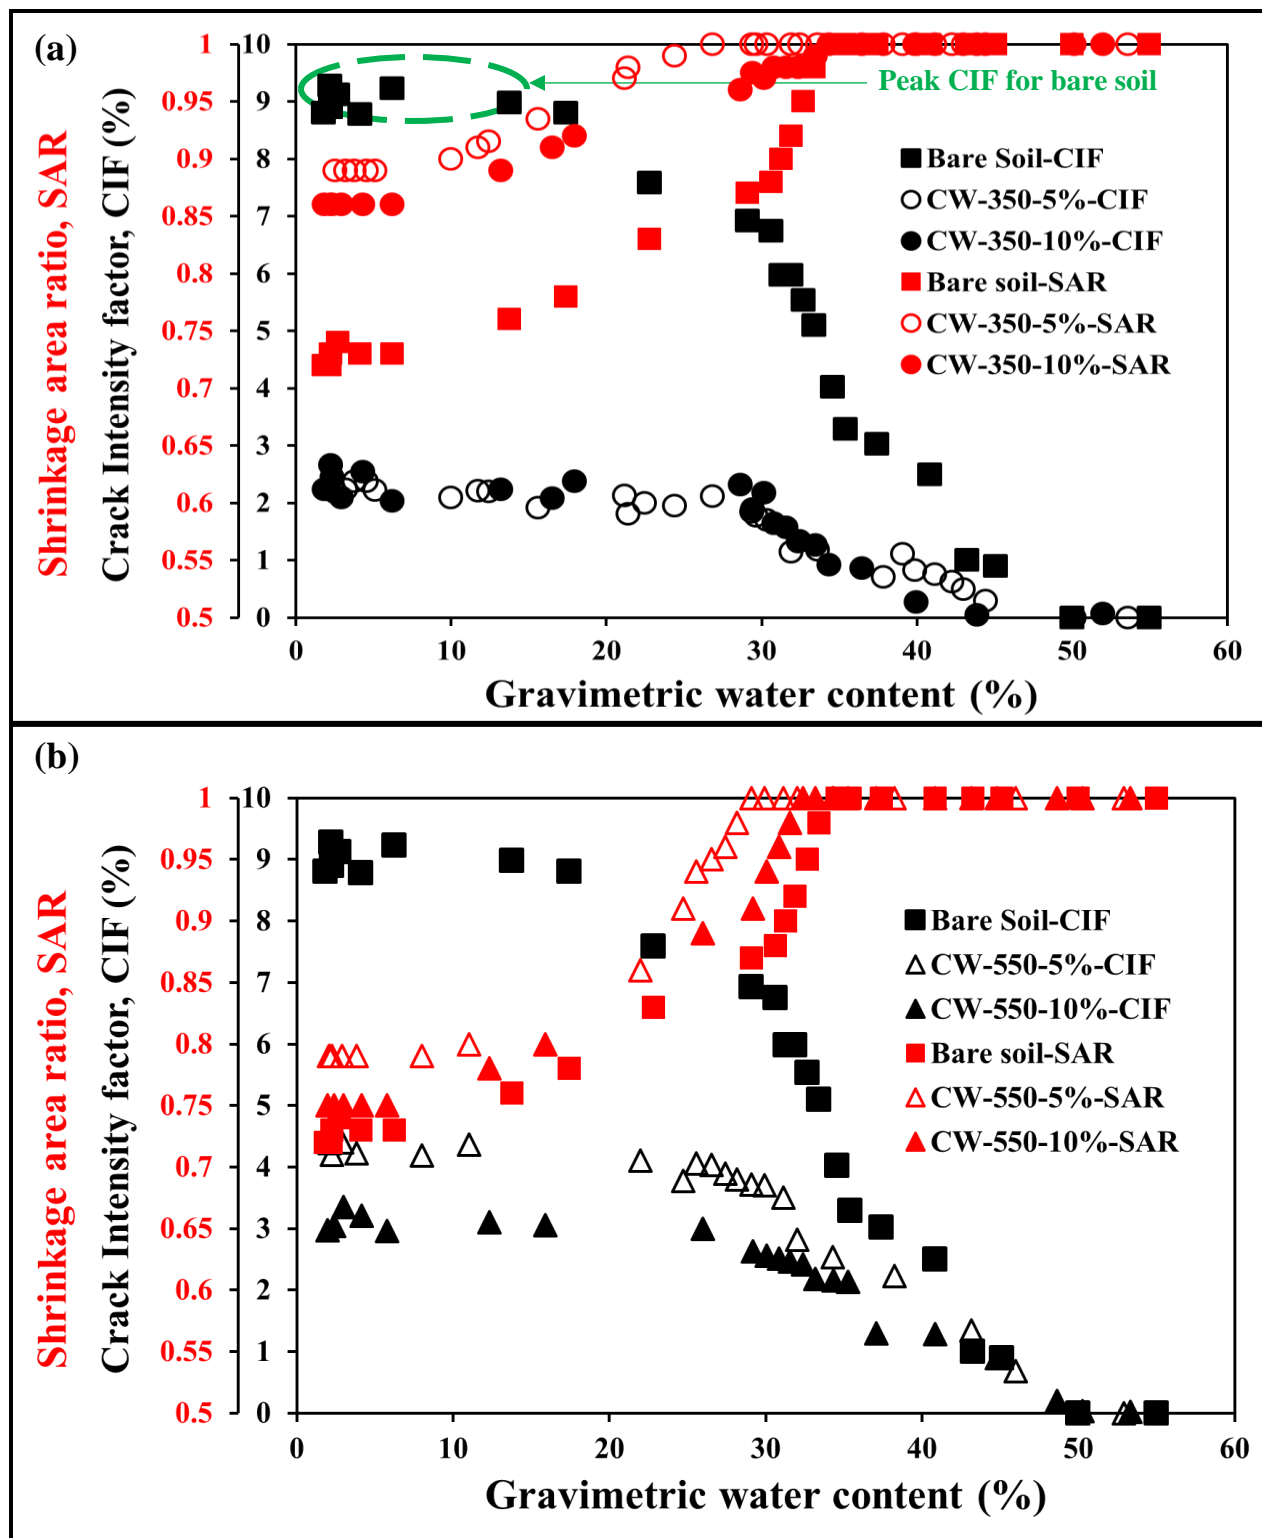 (a)
Shrinkage area ratio, SAR
Crack Intensity factor, CIF (%)
1
0.95
0.9
0.85
0.8
0.75
0.7
0.65
0.6
0.55
0.5
10
9
8
7
6
5
4
3
2
1
0
Peak CIF for bare soil
Bare Soil-CIF
CW-350-5%-CIF
CW-350-10%-CIF
Bare soil-SAR
CW-350-5%-SAR
CW-350-10%-SAR
0 10 20 30 40 50 60
Gravimetric water content (%)
(b)
Shrinkage area ratio, SAR
Crack Intensity factor, CIF (%)
1
0.95
0.9
0.85
0.8
0.75
0.7
0.65
0.6
0.55
0.5
10
9
8
7
6
5
4
3
2
1
0
Bare Soil-CIF
CW-550-5%-CIF
CW-550-10%-CIF
Bare soil-SAR
CW-550-5%-SAR
CW-550-10%-SAR
0 10 20 30 40 50 60
Gravimetric water content (%)